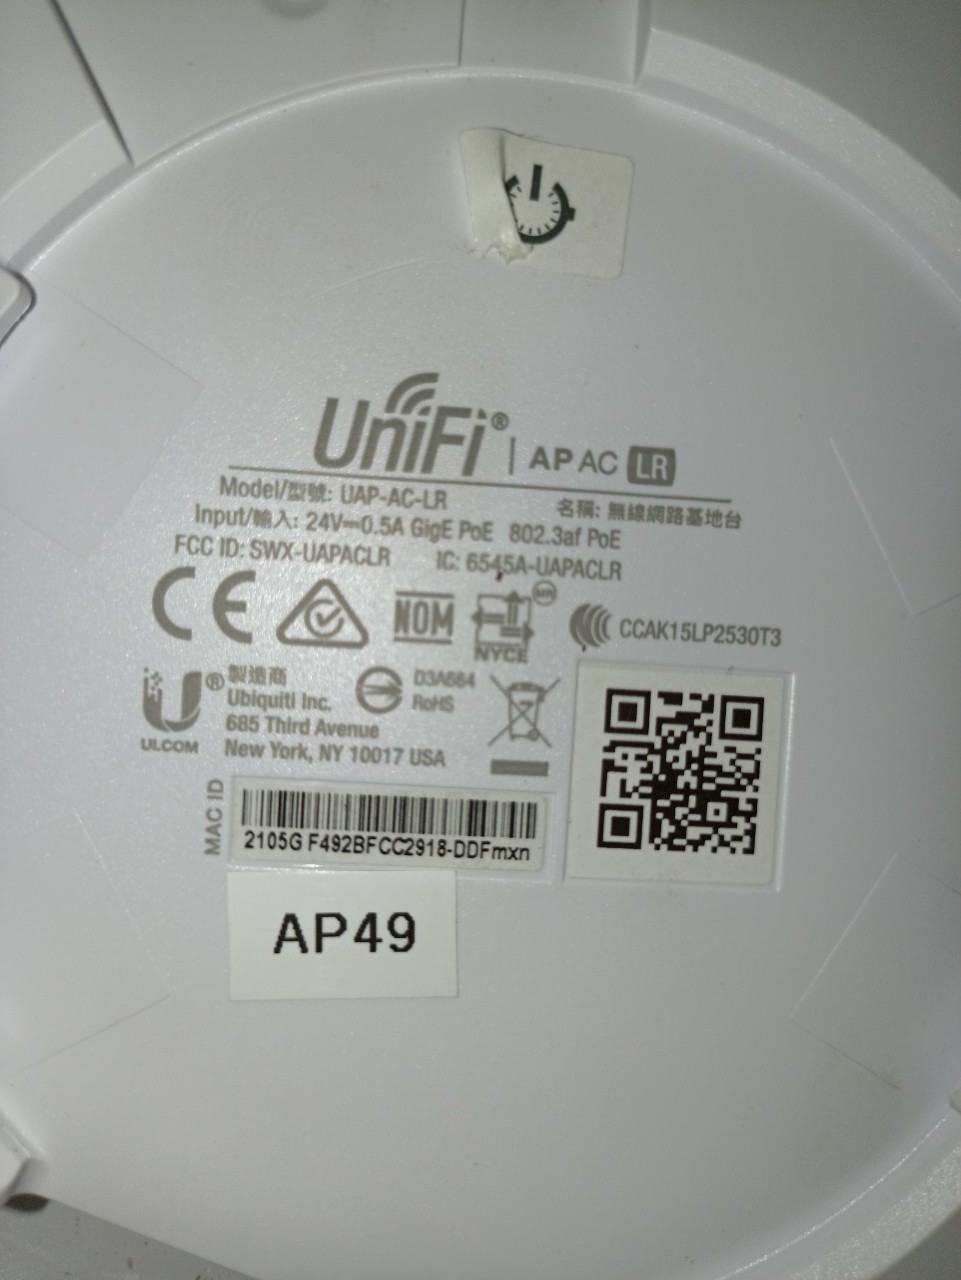 UniFi® | AP AC LR
Model/型號: UAP-AC-LR 名稱: 無線網路基地台
Input/輸入: 24V⎓0.5A GigE PoE 802.3af PoE
FCC ID: SWX-UAPACLR IC: 6545A-UAPACLR
CE NOM NYCE MR CCAK15LP2530T3
U® 製造商
Ubiquiti Inc.
685 Third Avenue
New York, NY 10017 USA
ULCOM
D3A564
RoHS
MAC ID
2105G F492BFCC2918-DDFmxn
AP49